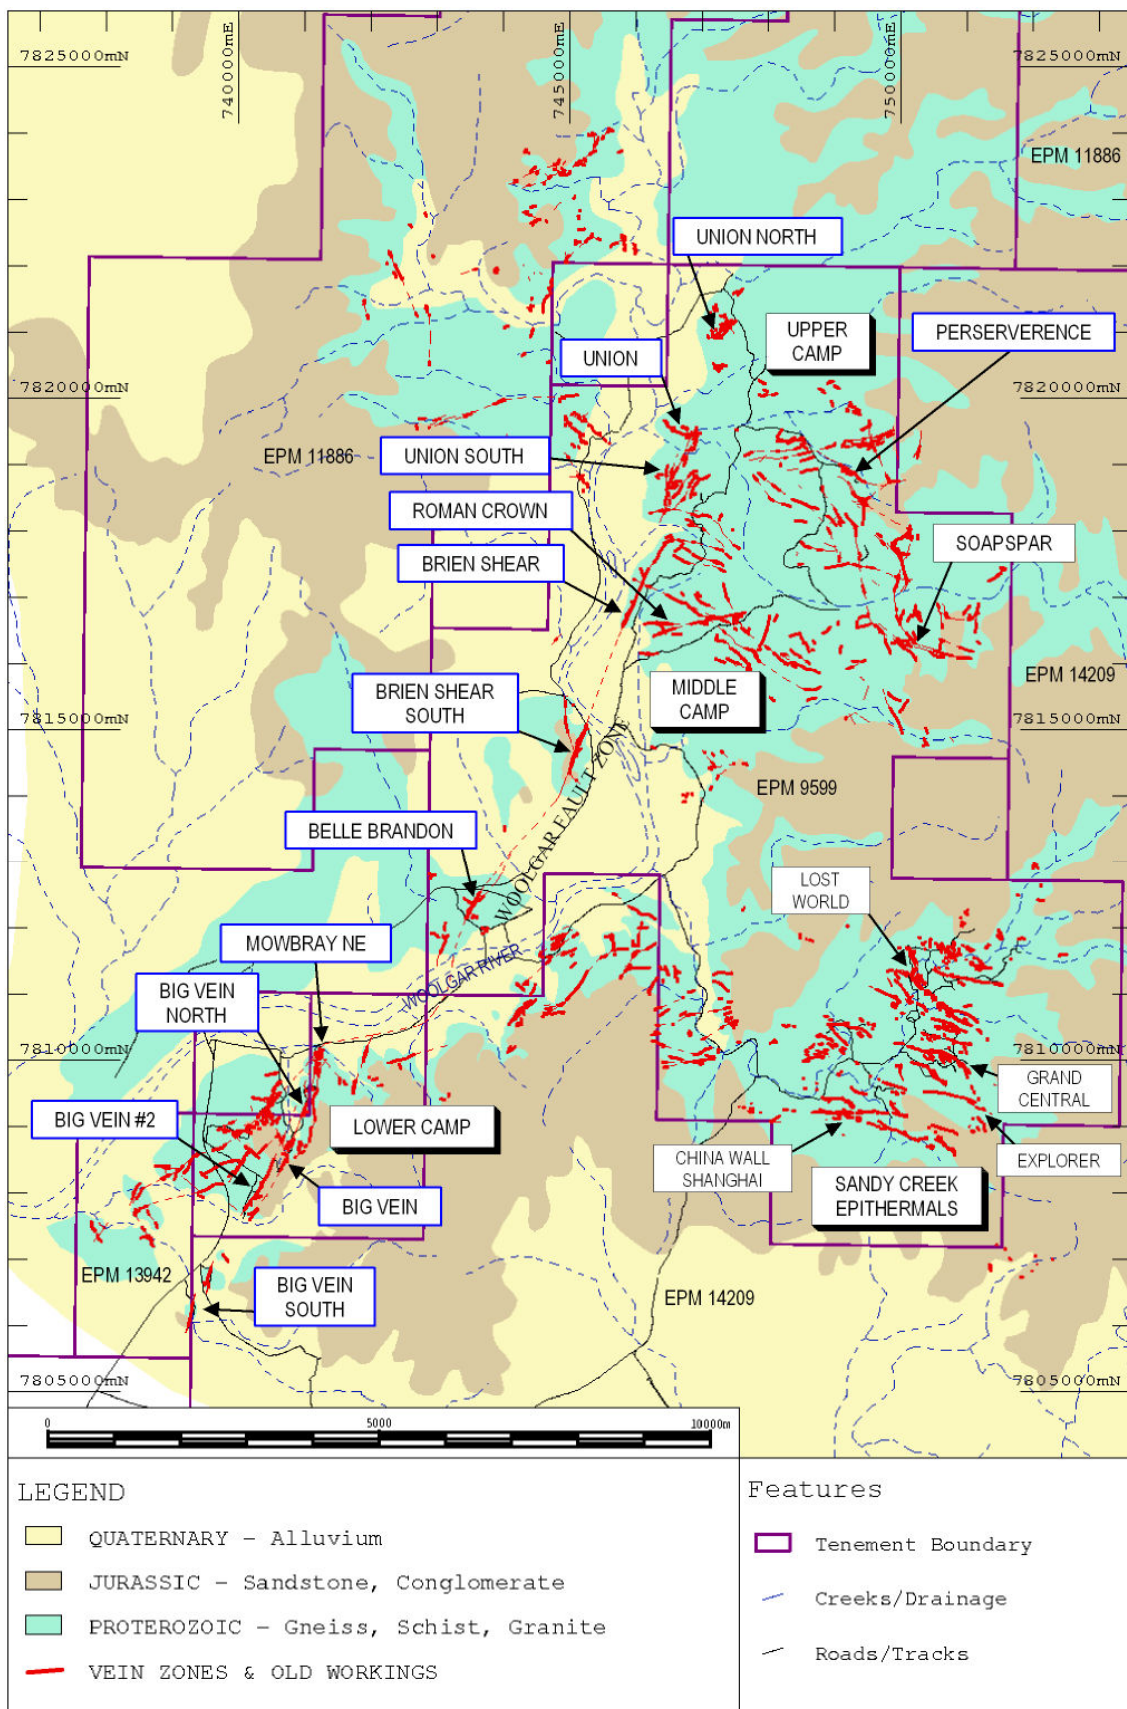 740000mE
745000mE
750000mE
7825000mN
7825000mN
EPM 11886
UNION NORTH
UPPER
CAMP
PERSERVERENCE
UNION
7820000mN
7820000mN
EPM 11886
UNION SOUTH
ROMAN CROWN
SOAPSPAR
BRIEN SHEAR
EPM 14209
BRIEN SHEAR
SOUTH
MIDDLE
CAMP
7815000mN
7815000mN
WOOLGAR FAULT ZONE
EPM 9599
BELLE BRANDON
LOST
WORLD
MOWBRAY NE
WOOLGAR RIVER
BIG VEIN
NORTH
7810000mN
7810000mN
GRAND
CENTRAL
BIG VEIN #2
LOWER CAMP
CHINA WALL
SHANGHAI
EXPLORER
SANDY CREEK
EPITHERMALS
BIG VEIN
EPM 13942
BIG VEIN
SOUTH
EPM 14209
7805000mN
7805000mN
0
5000
10000m
LEGEND
QUATERNARY – Alluvium
JURASSIC – Sandstone, Conglomerate
PROTEROZOIC – Gneiss, Schist, Granite
VEIN ZONES & OLD WORKINGS
Features
Tenement Boundary
Creeks/Drainage
Roads/Tracks